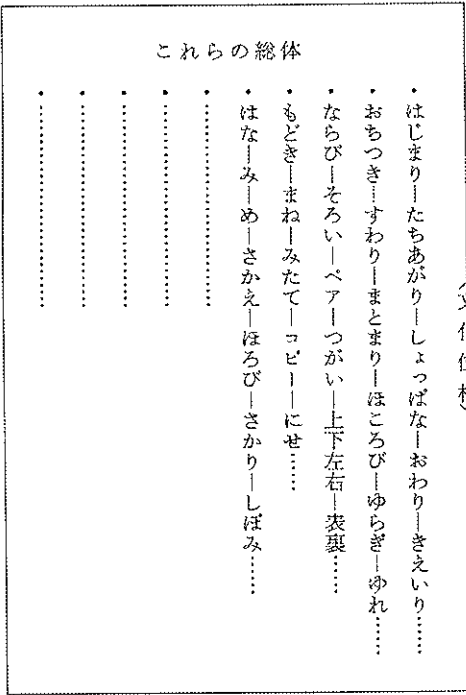 ・はじまり―たちあがり―しょっぱな―おわり―きえいり……
・おちつき―すわり―まとまり―ほころび―ゆらぎ―ゆれ……
・ならび―そろい―ペア―つがい―上下左右―表裏……
・もどき―まね―みたて―コピー―にせ……
・はな―み―め―さかえ―ほろび―さかり―しぼみ……
・……………………
・……………………
・……………………
・……………………
これらの総体